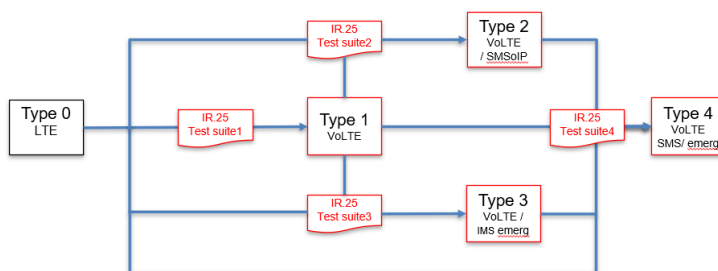 IR.25
Test suite2
Type 2
VoLTE
/ SMSoIP
Type 0
LTE
IR.25
Test suite1
Type 1
VoLTE
IR.25
Test suite4
Type 4
VoLTE
SMS/ emerg
IR.25
Test suite3
Type 3
VoLTE /
IMS emerg